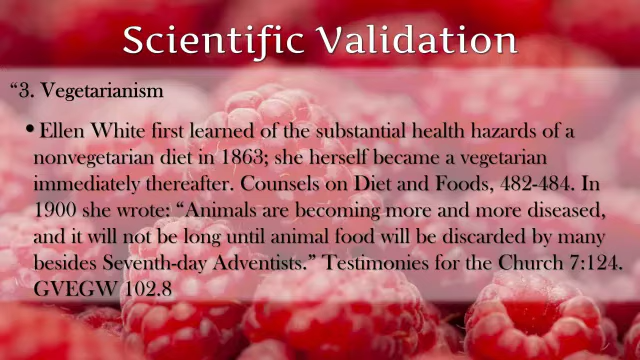 Scientific Validation
“3. Vegetarianism
• Ellen White first learned of the substantial health hazards of a
nonvegetarian diet in 1863; she herself became a vegetarian
immediately thereafter. Counsels on Diet and Foods, 482-484. In
1900 she wrote: “Animals are becoming more and more diseased,
and it will not be long until animal food will be discarded by many
besides Seventh-day Adventists.” Testimonies for the Church 7:124.
GVEGW 102.8